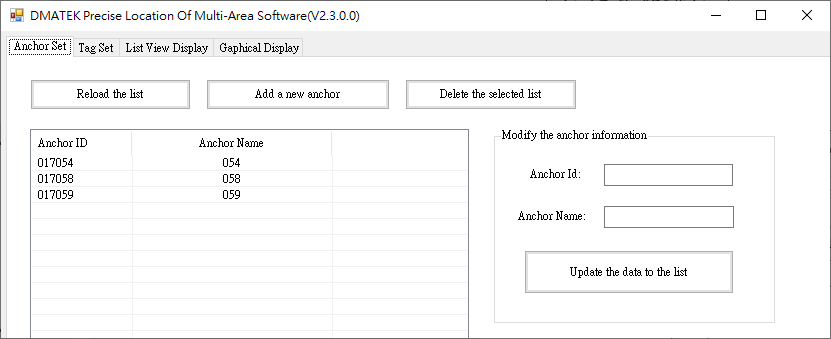 DMATEK Precise Location Of Multi-Area Software(V2.3.0.0)
Anchor Set Tag Set List View Display Gaphical Display
Reload the list Add a new anchor Delete the selected list
Anchor ID Anchor Name
017054 054
017058 058
017059 059
Modify the anchor information
Anchor Id:
Anchor Name:
Update the data to the list